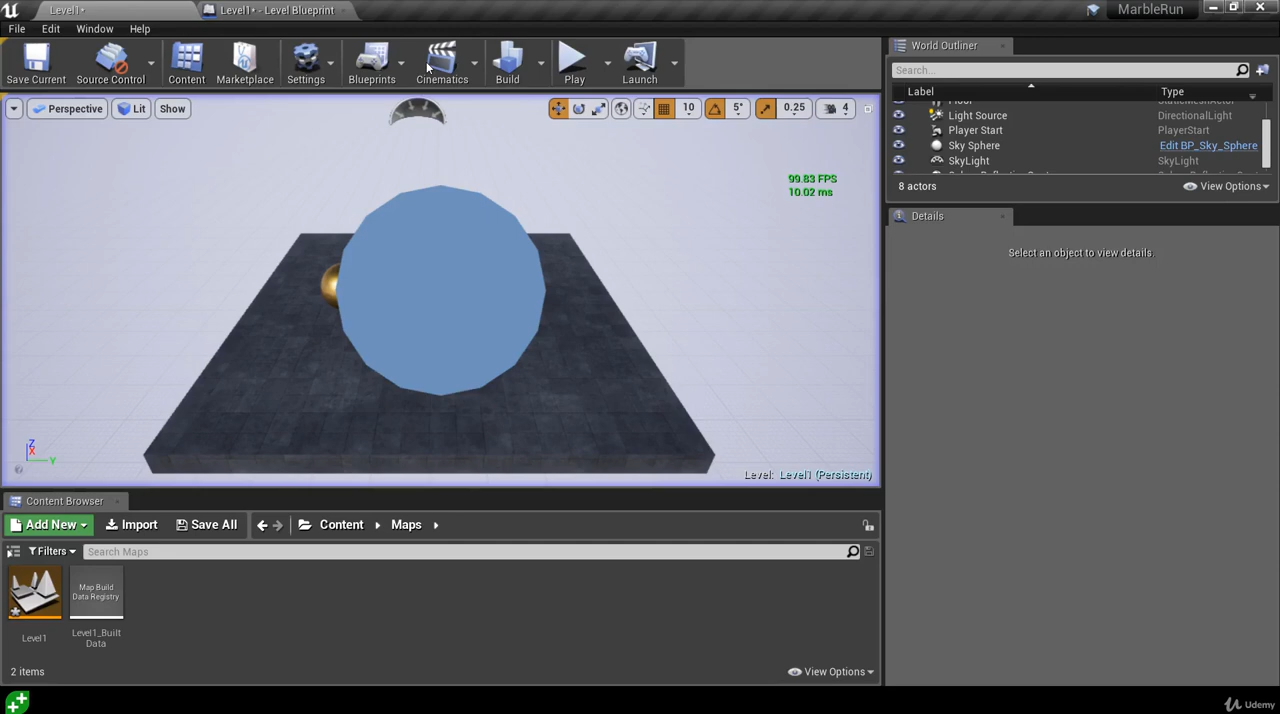 Level1*
Level1* - Level Blueprint
MarbleRun
File
Edit
Window
Help
Save Current
Source Control
Content
Marketplace
Settings
Blueprints
Cinematics
Build
Play
Launch
World Outliner
Search...
Label
Type
Floor
StaticMeshActor
Light Source
DirectionalLight
Player Start
PlayerStart
Sky Sphere
Edit BP_Sky_Sphere
SkyLight
SkyLight
8 actors
View Options
Perspective
Lit
Show
10
5°
0.25
4
99.83 FPS
10.02 ms
Z
X
Y
Level: Level1 (Persistent)
Details
Select an object to view details.
Content Browser
Add New
Import
Save All
Content
Maps
Filters
Search Maps
Map Build
Data Registry
Level1
Level1_Built
Data
2 items
View Options
Udemy